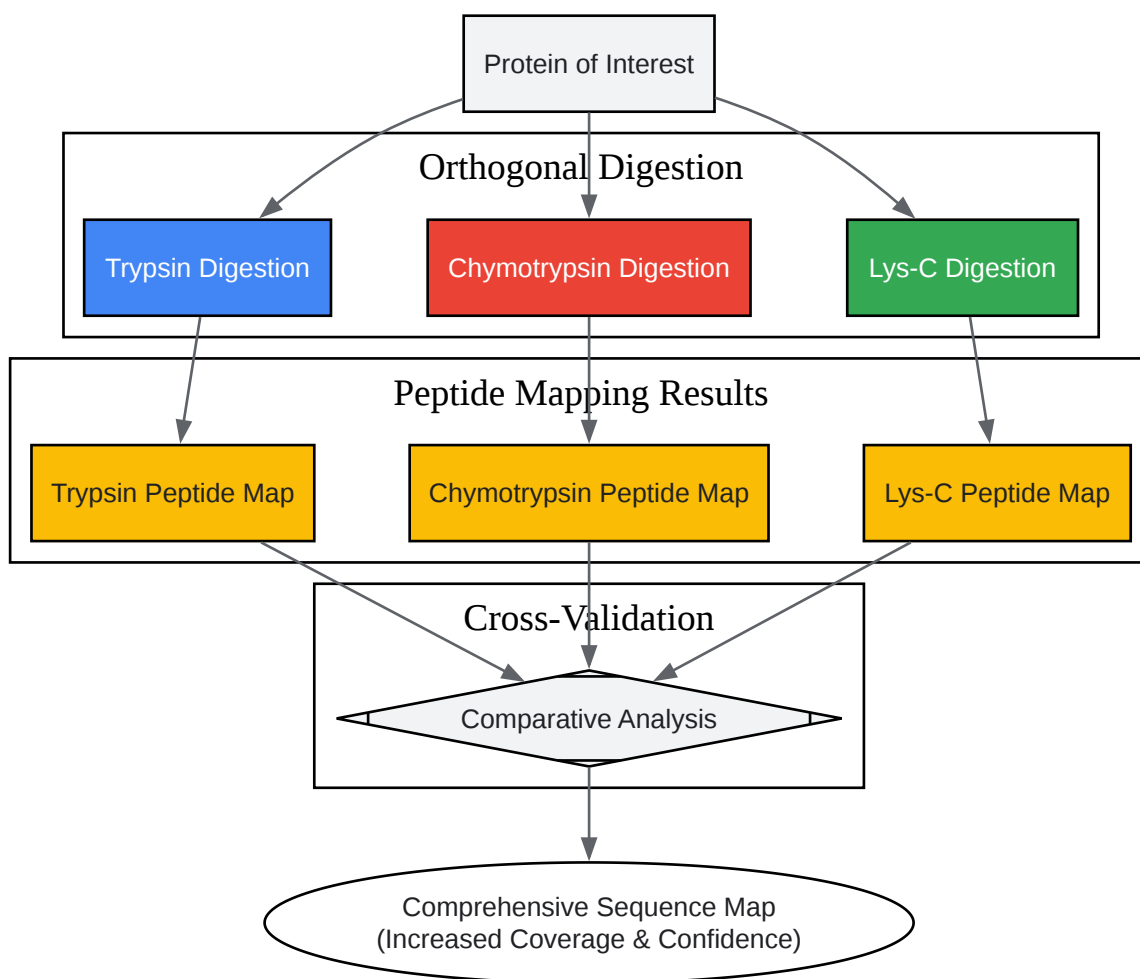 Protein of Interest
Orthogonal Digestion
Trypsin Digestion
Chymotrypsin Digestion
Lys-C Digestion
Peptide Mapping Results
Trypsin Peptide Map
Chymotrypsin Peptide Map
Lys-C Peptide Map
Cross-Validation
Comparative Analysis
Comprehensive Sequence Map
(Increased Coverage & Confidence)